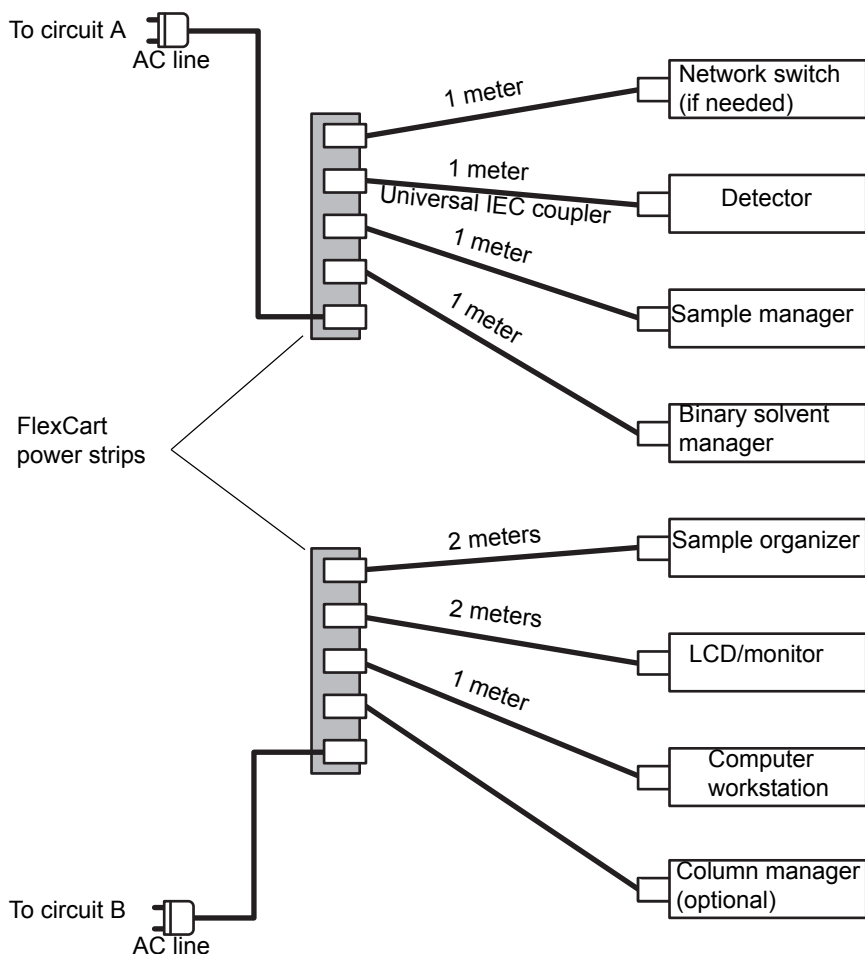 To circuit A
AC line
1 meter
Network switch
(if needed)
1 meter
Universal IEC coupler
Detector
1 meter
Sample manager
1 meter
Binary solvent
manager
FlexCart
power strips
2 meters
Sample organizer
2 meters
LCD/monitor
1 meter
Computer
workstation
Column manager
(optional)
To circuit B
AC line